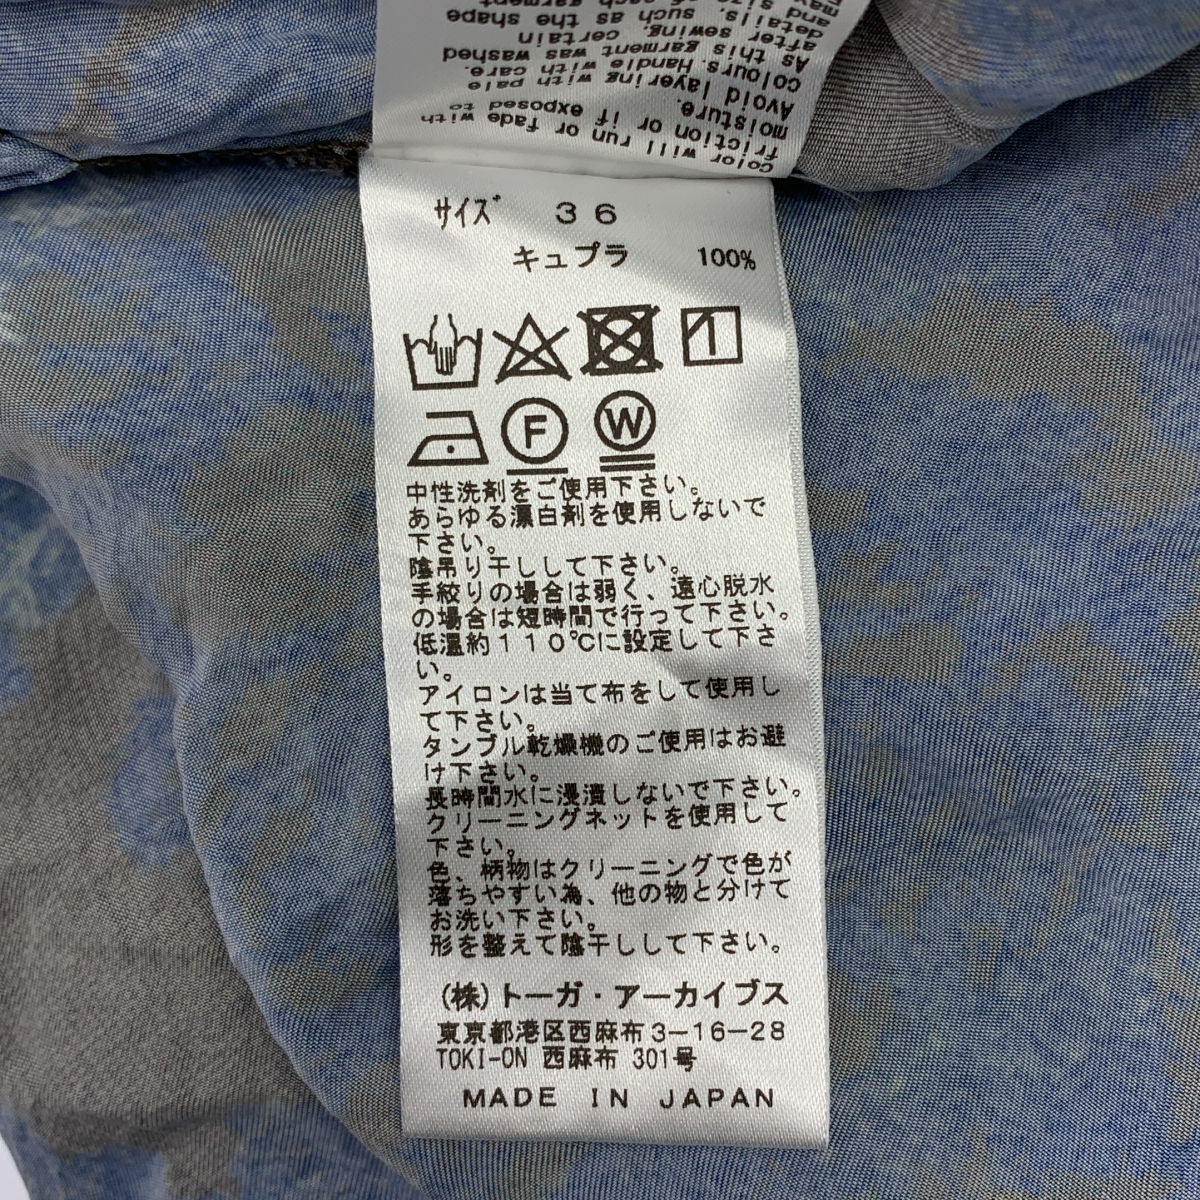 Color will run or fade with
friction or if exposed to
moisture.
Avoid layering with pale
colours. Handle with care.
As this garment was washed
after sewing, certain
details, such as the shape
and size of each garment
may
サイズ 36
キュプラ 100%
F W
中性洗剤をご使用下さい。
あらゆる漂白剤を使用しないで
下さい。
陰吊り干しして下さい。
手絞りの場合は弱く、遠心脱水
の場合は短時間で行って下さい。
低温約110℃に設定して下さ
い。
アイロンは当て布をして使用し
て下さい。
タンブル乾燥機のご使用はお避
け下さい。
長時間水に浸漬しないで下さい。
クリーニングネットを使用して
下さい。
色、柄物はクリーニングで色が
落ちやすい為、他の物と分けて
お洗い下さい。
形を整えて陰干しして下さい。
(株)トーガ・アーカイブス
東京都港区西麻布3-16-28
TOKI-ON 西麻布 301号
MADE IN JAPAN